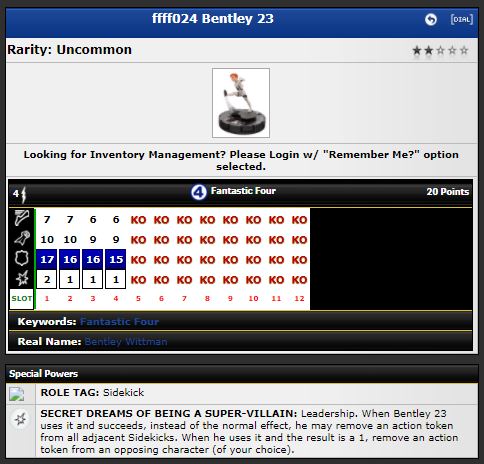 ffff024 Bentley 23
[DIAL]
Rarity: Uncommon
Looking for Inventory Management? Please Login w/ "Remember Me?" option
selected.
4
4 Fantastic Four
20 Points
7 7 6 6 KO KO KO KO KO KO KO KO
10 10 9 9 KO KO KO KO KO KO KO KO
17 16 16 15 KO KO KO KO KO KO KO KO
2 1 1 1 KO KO KO KO KO KO KO KO
SLOT 1 2 3 4 5 6 7 8 9 10 11 12
Keywords: Fantastic Four
Real Name: Bentley Wittman
Special Powers
ROLE TAG: Sidekick
SECRET DREAMS OF BEING A SUPER-VILLAIN: Leadership. When Bentley 23
uses it and succeeds, instead of the normal effect, he may remove an action token
from all adjacent Sidekicks. When he uses it and the result is a 1, remove an action
token from an opposing character (of your choice).